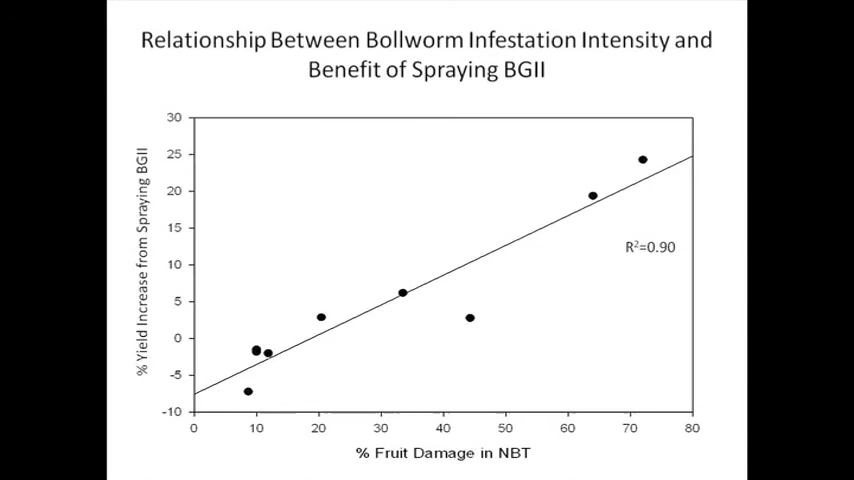 Relationship Between Bollworm Infestation Intensity and
Benefit of Spraying BGII
30
25
20
15
10
5
0
-5
-10
% Yield Increase from Spraying BGII
R²=0.90
0 10 20 30 40 50 60 70 80
% Fruit Damage in NBT